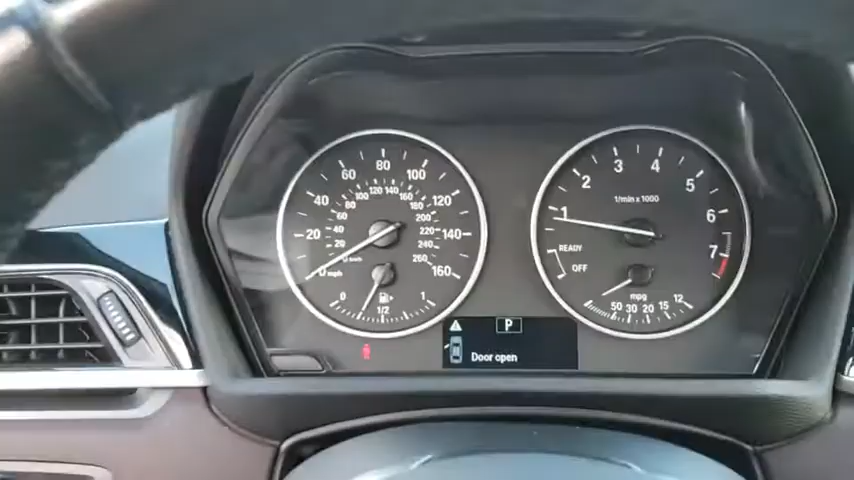 0 20 40 60 80 100 120 140 160
20 40 60 80 100 120 140 160 180 200 220 240 260
km/h
mph
0 1/2 1
1 2 3 4 5 6 7
1/min x 1000
READY
OFF
mpg
50 30 20 15 12
P
Door open